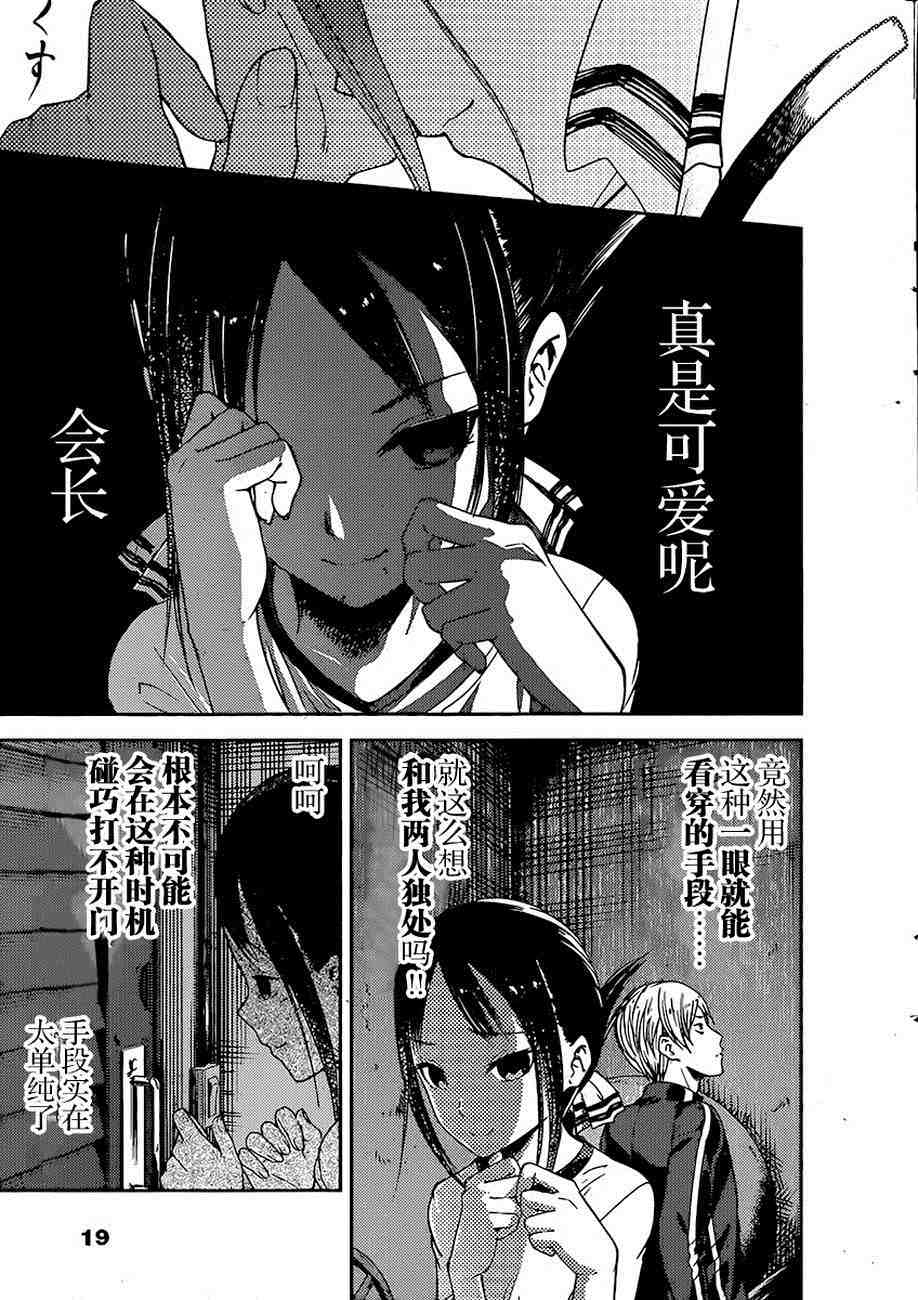 くす
真是可爱呢
会长
竟然用
这种一眼就能
看穿的手段……
就这么想
和我两人独处吗!!
呵呵
根本不可能
会在这种时机
碰巧打不开门
手段实在
太单纯了
19